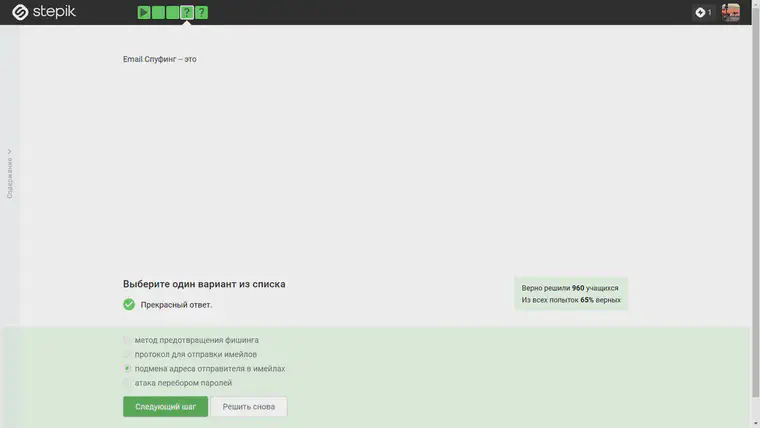 stepik
? ?
1
Email Спуфинг – это
Содержание
Выберите один вариант из списка
Прекрасный ответ.
Верно решили 960 учащихся
Из всех попыток 65% верных
метод предотвращения фишинга
протокол для отправки имейлов
подмена адреса отправителя в имейлах
атака перебором паролей
Следующий шаг
Решить снова